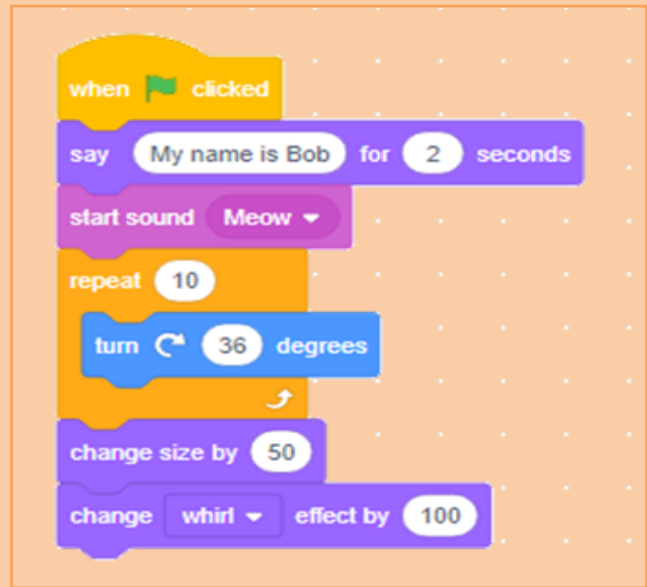 when clicked
say My name is Bob for 2 seconds
start sound Meow
repeat 10
turn 36 degrees
change size by 50
change whirl effect by 100